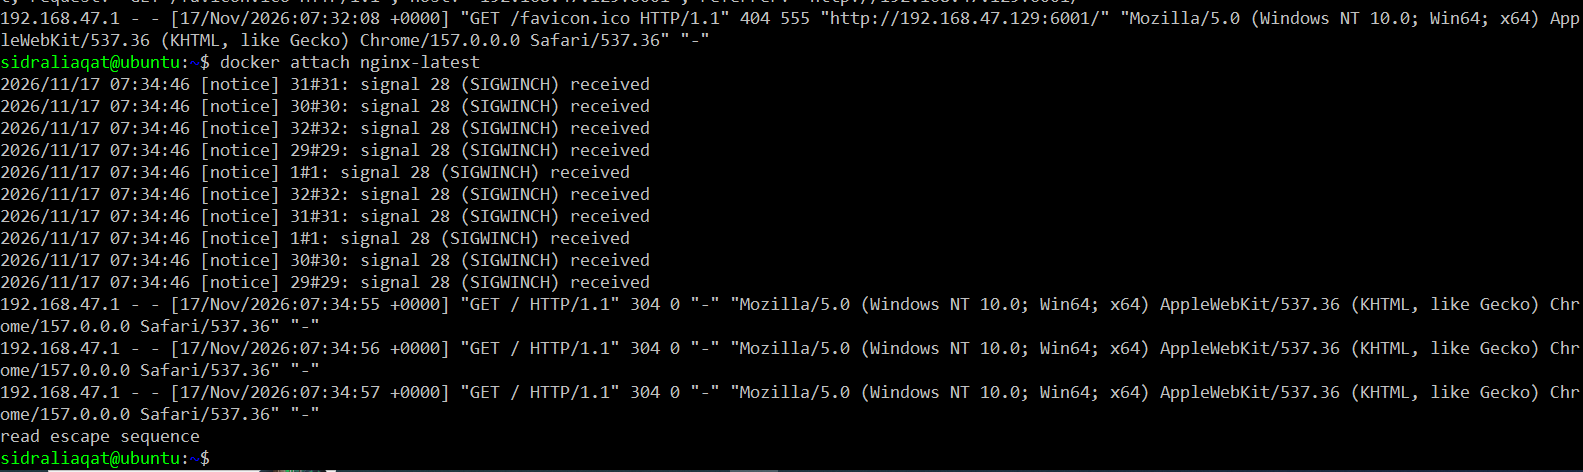 192.168.47.1 - - [17/Nov/2026:07:32:08 +0000] "GET /favicon.ico HTTP/1.1" 404 555 "http://192.168.47.129:6001/" "Mozilla/5.0 (Windows NT 10.0; Win64; x64) App
leWebKit/537.36 (KHTML, like Gecko) Chrome/157.0.0.0 Safari/537.36" "-"
sidraliaqat@ubuntu:~$ docker attach nginx-latest
2026/11/17 07:34:46 [notice] 31#31: signal 28 (SIGWINCH) received
2026/11/17 07:34:46 [notice] 30#30: signal 28 (SIGWINCH) received
2026/11/17 07:34:46 [notice] 32#32: signal 28 (SIGWINCH) received
2026/11/17 07:34:46 [notice] 29#29: signal 28 (SIGWINCH) received
2026/11/17 07:34:46 [notice] 1#1: signal 28 (SIGWINCH) received
2026/11/17 07:34:46 [notice] 32#32: signal 28 (SIGWINCH) received
2026/11/17 07:34:46 [notice] 31#31: signal 28 (SIGWINCH) received
2026/11/17 07:34:46 [notice] 1#1: signal 28 (SIGWINCH) received
2026/11/17 07:34:46 [notice] 30#30: signal 28 (SIGWINCH) received
2026/11/17 07:34:46 [notice] 29#29: signal 28 (SIGWINCH) received
192.168.47.1 - - [17/Nov/2026:07:34:55 +0000] "GET / HTTP/1.1" 304 0 "-" "Mozilla/5.0 (Windows NT 10.0; Win64; x64) AppleWebKit/537.36 (KHTML, like Gecko) Chr
ome/157.0.0.0 Safari/537.36" "-"
192.168.47.1 - - [17/Nov/2026:07:34:56 +0000] "GET / HTTP/1.1" 304 0 "-" "Mozilla/5.0 (Windows NT 10.0; Win64; x64) AppleWebKit/537.36 (KHTML, like Gecko) Chr
ome/157.0.0.0 Safari/537.36" "-"
192.168.47.1 - - [17/Nov/2026:07:34:57 +0000] "GET / HTTP/1.1" 304 0 "-" "Mozilla/5.0 (Windows NT 10.0; Win64; x64) AppleWebKit/537.36 (KHTML, like Gecko) Chr
ome/157.0.0.0 Safari/537.36" "-"
read escape sequence
sidraliaqat@ubuntu:~$